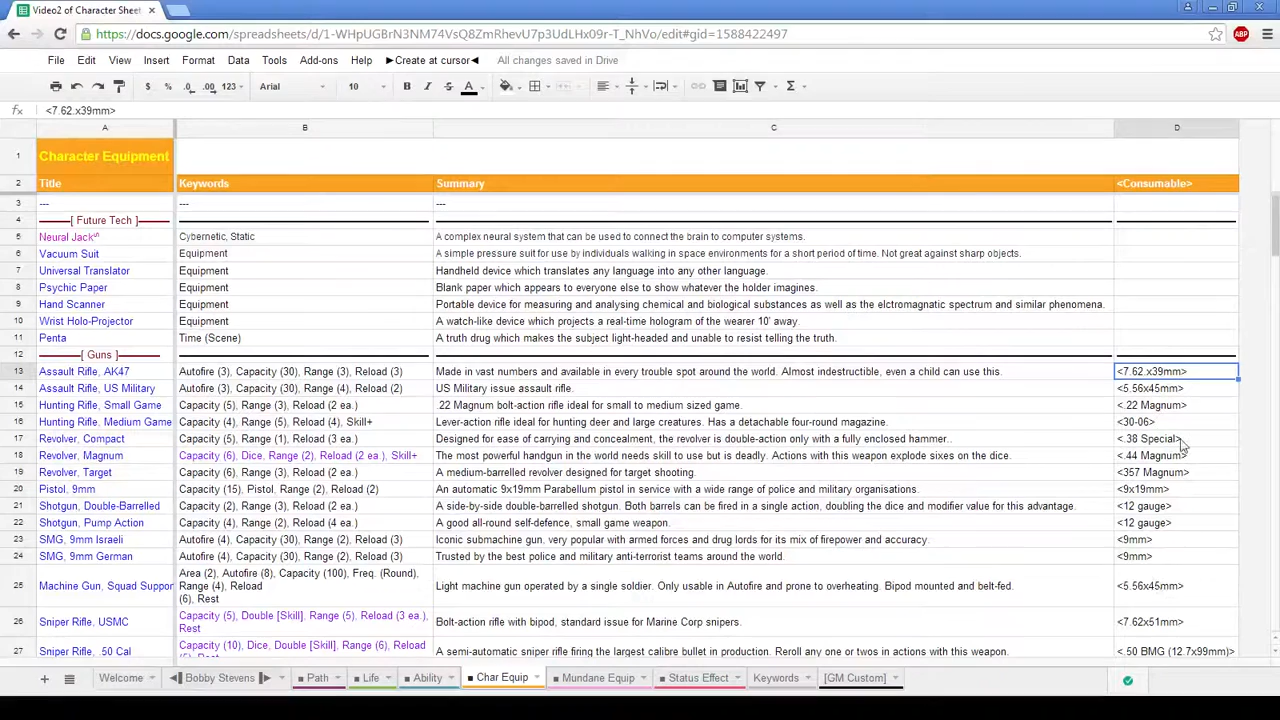 Video2 of Character Sheet ×
https://docs.google.com/spreadsheets/d/1-WHpUGBrN3NM74VsQ8ZmRhevU7p3UdLHx09r-T_NhVo/edit#gid=1588422497
ABP
File Edit View Insert Format Data Tools Add-ons Help ▶Create at cursor◀ All changes saved in Drive
$ % .0 .00 123 Arial 10 B I S A Σ
fx <7.62.x39mm>
A B C D
1 Character Equipment
2 Title Keywords Summary <Consumable>
3 --- --- ---
4 [ Future Tech ]
5 Neural Jack Cybernetic, Static A complex neural system that can be used to connect the brain to computer systems.
6 Vacuum Suit Equipment A simple pressure suit for use by individuals walking in space environments for a short period of time. Not great against sharp objects.
7 Universal Translator Equipment Handheld device which translates any language into any other language.
8 Psychic Paper Equipment Blank paper which appears to everyone else to show whatever the holder imagines.
9 Hand Scanner Equipment Portable device for measuring and analysing chemical and biological substances as well as the elctromagnatic spectrum and similar phenomena.
10 Wrist Holo-Projector Equipment A watch-like device which projects a real-time hologram of the wearer 10' away.
11 Penta Time (Scene) A truth drug which makes the subject light-headed and unable to resist telling the truth.
12 [ Guns ]
13 Assault Rifle, AK47 Autofire (3), Capacity (30), Range (3), Reload (3) Made in vast numbers and available in every trouble spot around the world. Almost indestructible, even a child can use this. <7.62.x39mm>
14 Assault Rifle, US Military Autofire (3), Capacity (30), Range (3), Reload (2) US Military issue assault rifle. <5.56x45mm>
15 Hunting Rifle, Small Game Capacity (5), Range (3), Reload (2 ea.) .22 Magnum bolt-action rifle ideal for small to medium sized game. <.22 Magnum>
16 Hunting Rifle, Medium Game Capacity (4), Range (5), Reload (4), Skill+ Lever-action rifle ideal for hunting deer and large creatures. Has a detachable four-round magazine. <30-06>
17 Revolver, Compact Capacity (5), Range (1), Reload (3 ea.) Designed for ease of carrying and concealment, the revolver is double-action only with a fully enclosed hammer.. <.38 Special>
18 Revolver, Magnum Capacity (6), Dice, Range (2), Reload (2 ea.), Skill+ The most powerful handgun in the world needs skill to use but is deadly. Actions with this weapon explode sixes on the dice. <.44 Magnum>
19 Revolver, Target Capacity (6), Range (2), Reload (3 ea.) A medium-barrelled revolver designed for target shooting. <357 Magnum>
20 Pistol, 9mm Capacity (15), Pistol, Range (2), Reload (2) An automatic 9x19mm Parabellum pistol in service with a wide range of police and military organisations. <9x19mm>
21 Shotgun, Double-Barrelled Capacity (2), Range (3), Reload (2 ea.) A side-by-side double-barrelled shotgun. Both barrels can be fired in a single action, doubling the dice and modifier value for this advantage. <12 gauge>
22 Shotgun, Pump Action Capacity (4), Range (2), Reload (2 ea.) A good all-round self-defence, small game weapon. <12 gauge>
23 SMG, 9mm Israeli Autofire (4), Capacity (30), Range (2), Reload (3) Iconic submachine gun, very popular with armed forces and drug lords for its mix of firepower and accuracy. <9mm>
24 SMG, 9mm German Autofire (4), Capacity (30), Range (2), Reload (3) Trusted by the best police and military anti-terrorist teams around the world. <9mm>
25 Machine Gun, Squad Suppor Area (2), Autofire (8), Capacity (100), Freq. (Round), Light machine gun operated by a single soldier. Only usable in Autofire and prone to overheating. Bipod mounted and belt-fed. <5.56x45mm>
Range (4), Reload
(6), Rest
26 Sniper Rifle, USMC Capacity (5), Double [Skill], Range (5), Reload (3 ea.), Bolt-action rifle with bipod, standard issue for Marine Corp snipers. <7.62x51mm>
Rest
27 Sniper Rifle, .50 Cal Capacity (10), Dice, Double [Skill], Range (6), Reload A semi-automatic sniper rifle firing the largest calibre bullet in production. Reroll any one or twos in actions with this weapon. <.50 BMG (12.7x99mm)>
+ Welcome Bobby Stevens Path Life Ability Char Equip Mundane Equip Status Effect Keywords [GM Custom]